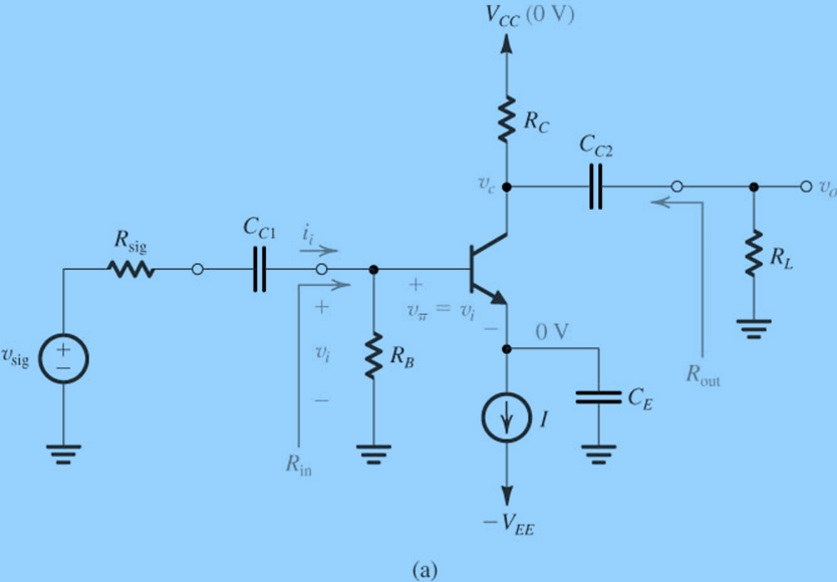 V_CC (0 V)
R_C
C_C2
v_c
v_o
R_sig
C_C1
i_i
R_L
+
+
v_π = v_i
−
0 V
v_sig
+
−
v_i
R_B
−
R_out
I
C_E
R_in
−V_EE
(a)